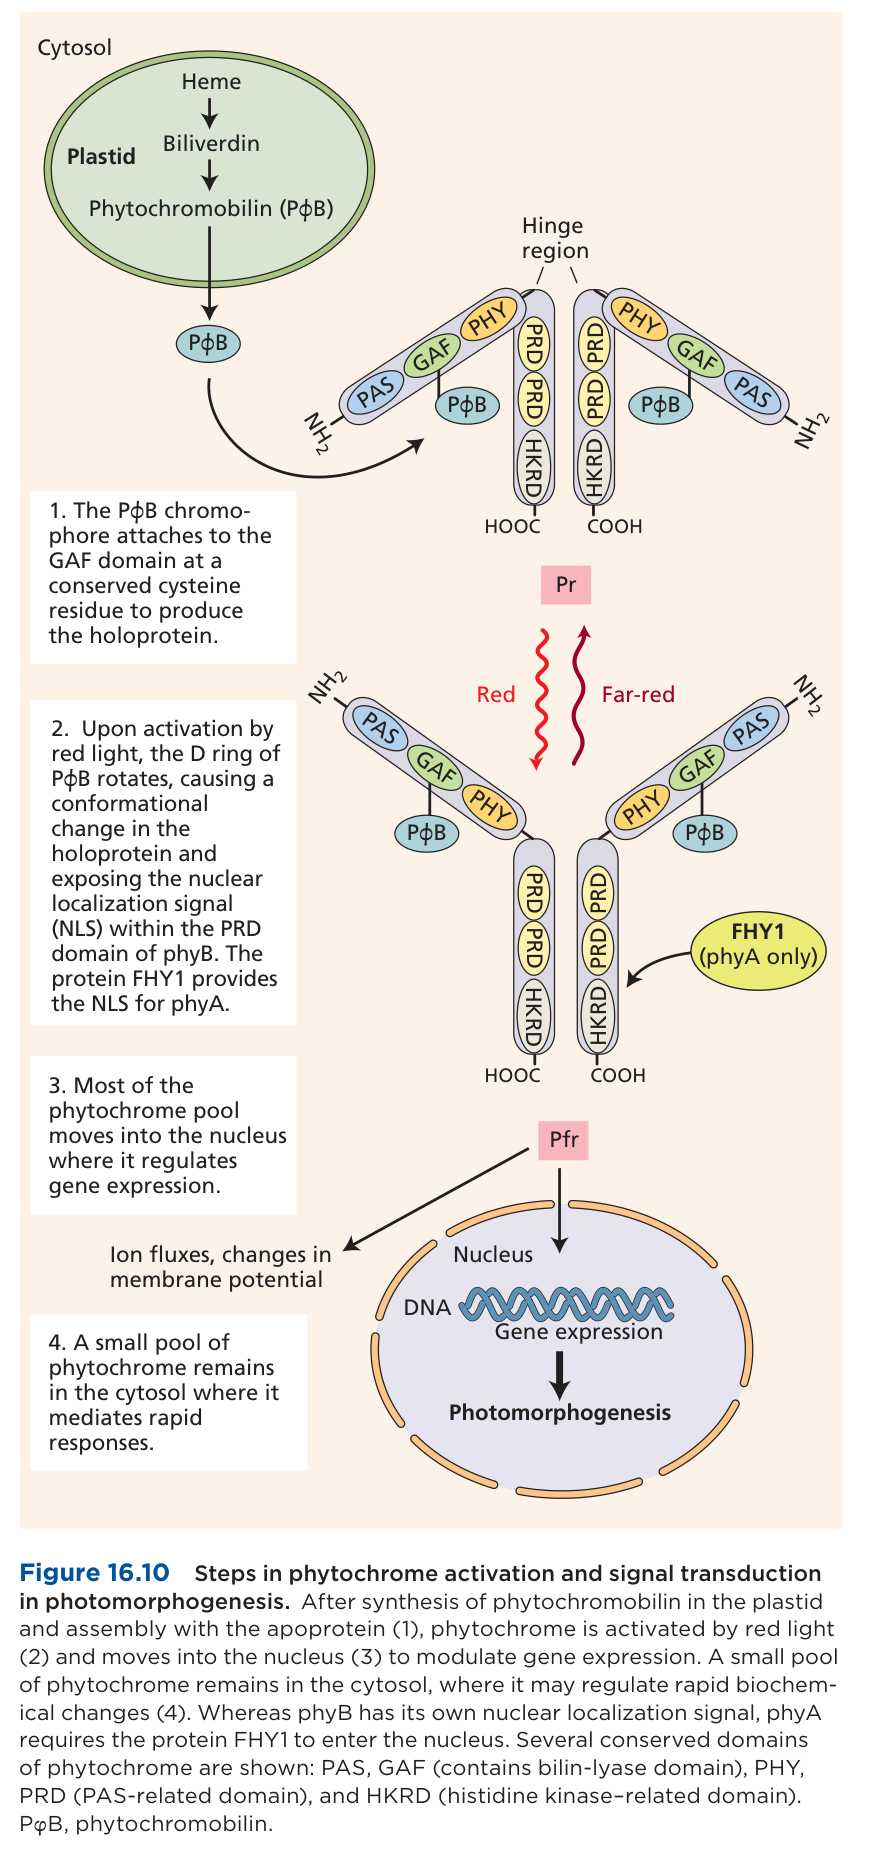 Cytosol
Heme
Biliverdin
Plastid
Phytochromobilin (PϕB)
PϕB
Hinge
region
PHY
GAF
PAS
NH2
PϕB
PRD
PRD
HKRD
HOOC
PRD
PRD
HKRD
COOH
PHY
GAF
PAS
NH2
PϕB
1. The PϕB chromo-
phore attaches to the
GAF domain at a
conserved cysteine
residue to produce
the holoprotein.
Pr
Red
Far-red
2. Upon activation by
red light, the D ring of
PϕB rotates, causing a
conformational
change in the
holoprotein and
exposing the nuclear
localization signal
(NLS) within the PRD
domain of phyB. The
protein FHY1 provides
the NLS for phyA.
NH2
PAS
GAF
PHY
PϕB
PRD
PRD
HKRD
HOOC
NH2
PAS
GAF
PHY
PϕB
PRD
PRD
HKRD
COOH
FHY1
(phyA only)
3. Most of the
phytochrome pool
moves into the nucleus
where it regulates
gene expression.
Pfr
Ion fluxes, changes in
membrane potential
Nucleus
DNA
Gene expression
Photomorphogenesis
4. A small pool of
phytochrome remains
in the cytosol where it
mediates rapid
responses.
Figure 16.10 Steps in phytochrome activation and signal transduction
in photomorphogenesis. After synthesis of phytochromobilin in the plastid
and assembly with the apoprotein (1), phytochrome is activated by red light
(2) and moves into the nucleus (3) to modulate gene expression. A small pool
of phytochrome remains in the cytosol, where it may regulate rapid biochem-
ical changes (4). Whereas phyB has its own nuclear localization signal, phyA
requires the protein FHY1 to enter the nucleus. Several conserved domains
of phytochrome are shown: PAS, GAF (contains bilin-lyase domain), PHY,
PRD (PAS-related domain), and HKRD (histidine kinase–related domain).
PφB, phytochromobilin.